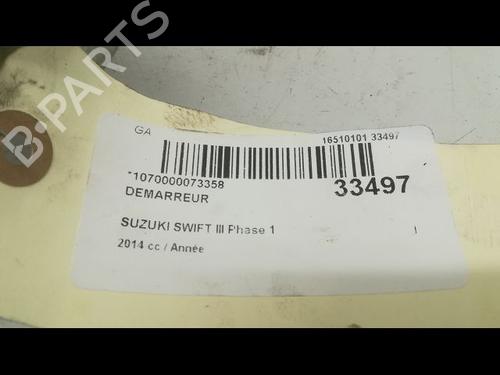 B-PARTS
GA
16510101 33497
*1070000073358
33497
DEMARREUR
SUZUKI SWIFT III Phase 1
2014 cc / Année